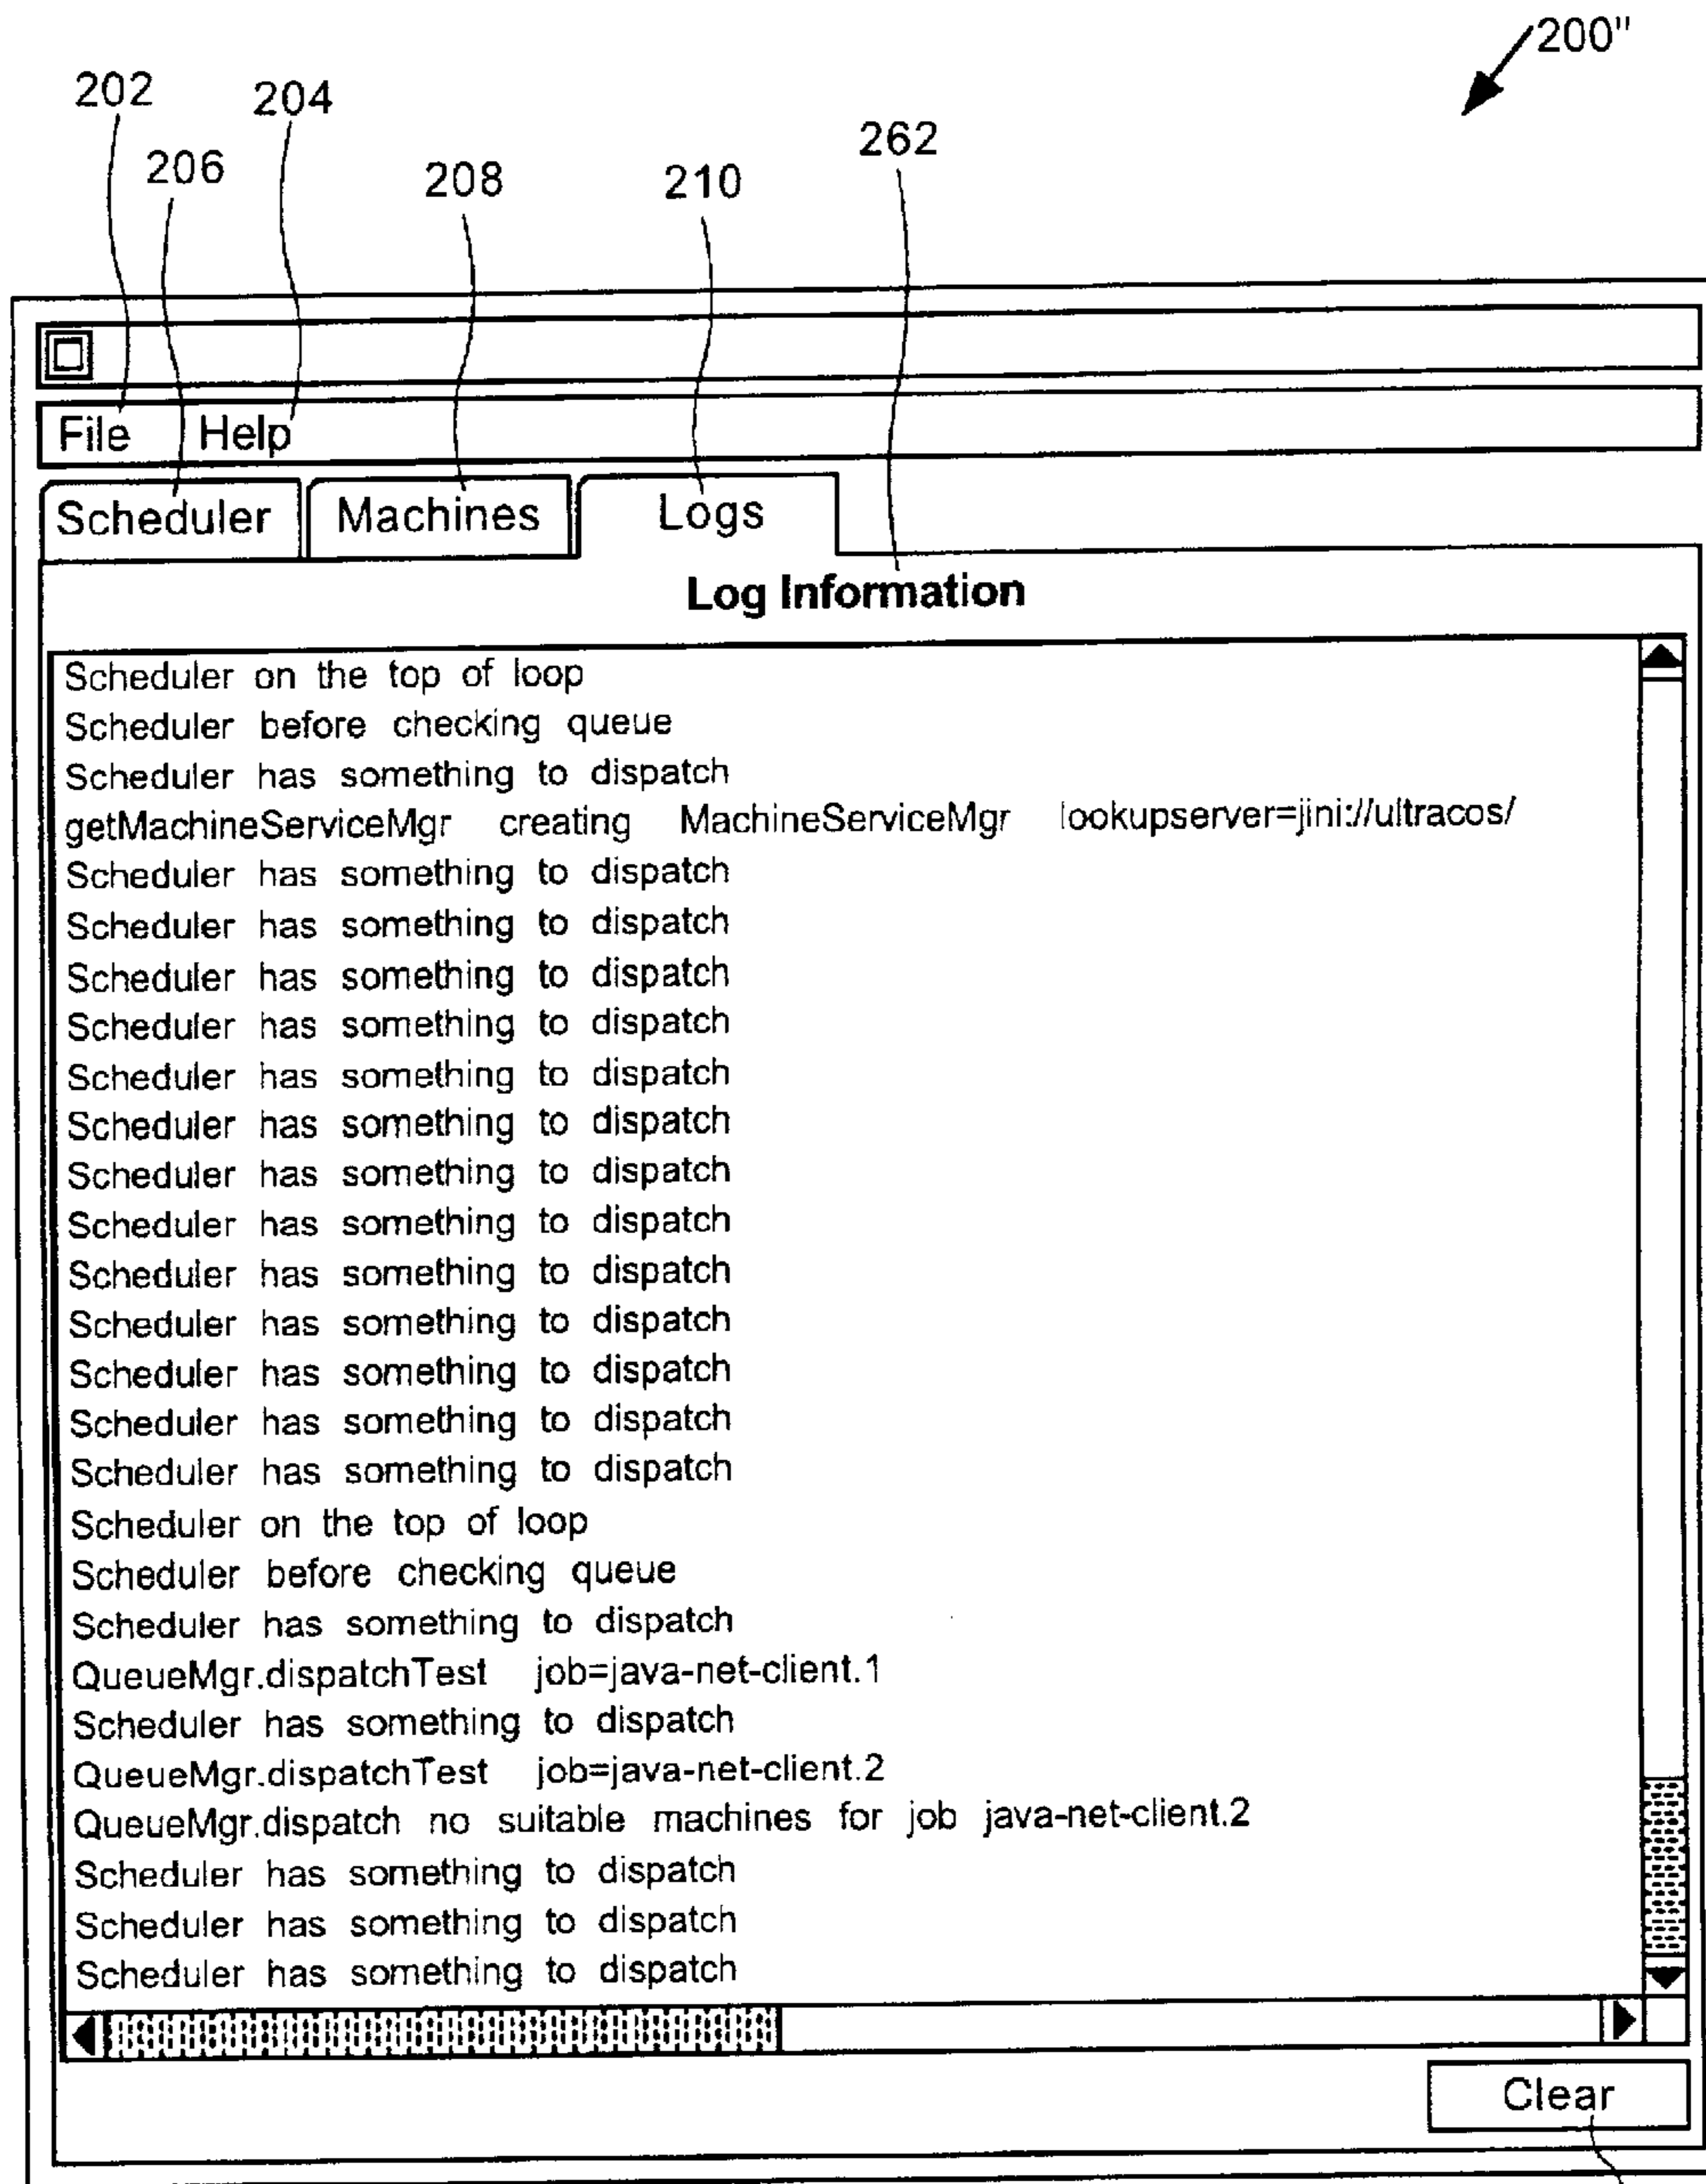 200"
202
204
262
206
208
210
File Help
Scheduler Machines Logs
Log Information
Scheduler on the top of loop
Scheduler before checking queue
Scheduler has something to dispatch
getMachineServiceMgr creating MachineServiceMgr lookupserver=jini://ultracos/
Scheduler has something to dispatch
Scheduler has something to dispatch
Scheduler has something to dispatch
Scheduler has something to dispatch
Scheduler has something to dispatch
Scheduler has something to dispatch
Scheduler has something to dispatch
Scheduler has something to dispatch
Scheduler has something to dispatch
Scheduler has something to dispatch
Scheduler has something to dispatch
Scheduler has something to dispatch
Scheduler has something to dispatch
Scheduler on the top of loop
Scheduler before checking queue
Scheduler has something to dispatch
QueueMgr.dispatchTest job=java-net-client.1
Scheduler has something to dispatch
QueueMgr.dispatchTest job=java-net-client.2
QueueMgr.dispatch no suitable machines for job java-net-client.2
Scheduler has something to dispatch
Scheduler has something to dispatch
Scheduler has something to dispatch
Clear